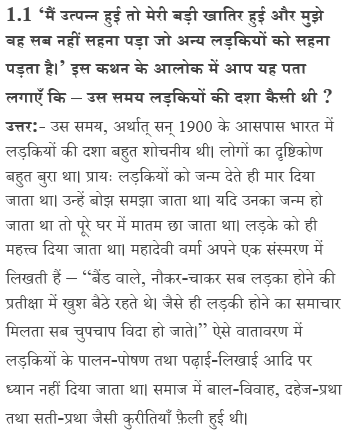 1.1 ‘मैं उत्पन्न हुई तो मेरी बड़ी खातिर हुई और मुझे
वह सब नहीं सहना पड़ा जो अन्य लड़कियों को सहना
पड़ता है।’ इस कथन के आलोक में आप यह पता
लगाएँ कि – उस समय लड़कियों की दशा कैसी थी ?
उत्तर:- उस समय, अर्थात् सन् 1900 के आसपास भारत में
लड़कियों की दशा बहुत शोचनीय थी। लोगों का दृष्टिकोण
बहुत बुरा था। प्रायः लड़कियों को जन्म देते ही मार दिया
जाता था। उन्हें बोझ समझा जाता था। यदि उनका जन्म हो
जाता था तो पूरे घर में मातम छा जाता था। लड़के को ही
महत्त्व दिया जाता था। महादेवी वर्मा अपने एक संस्मरण में
लिखती हैं – “बैंड वाले, नौकर-चाकर सब लड़का होने की
प्रतीक्षा में खुश बैठे रहते थे। जैसे ही लड़की होने का समाचार
मिलता सब चुपचाप विदा हो जाते।” ऐसे वातावरण में
लड़कियों के पालन-पोषण तथा पढ़ाई-लिखाई आदि पर
ध्यान नहीं दिया जाता था। समाज में बाल-विवाह, दहेज-प्रथा
तथा सती-प्रथा जैसी कुरीतियाँ फ़ैली हुई थी।